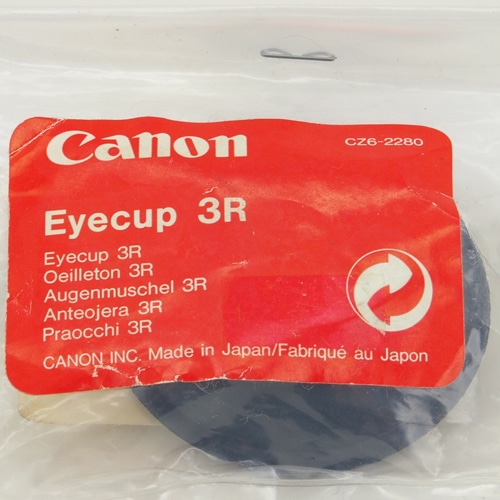 Canon
CZ6-2280
Eyecup 3R
Eyecup 3R
Oeilleton 3R
Augenmuschel 3R
Anteojera 3R
Praocchi 3R
CANON INC. Made in Japan/Fabriqué au Japon